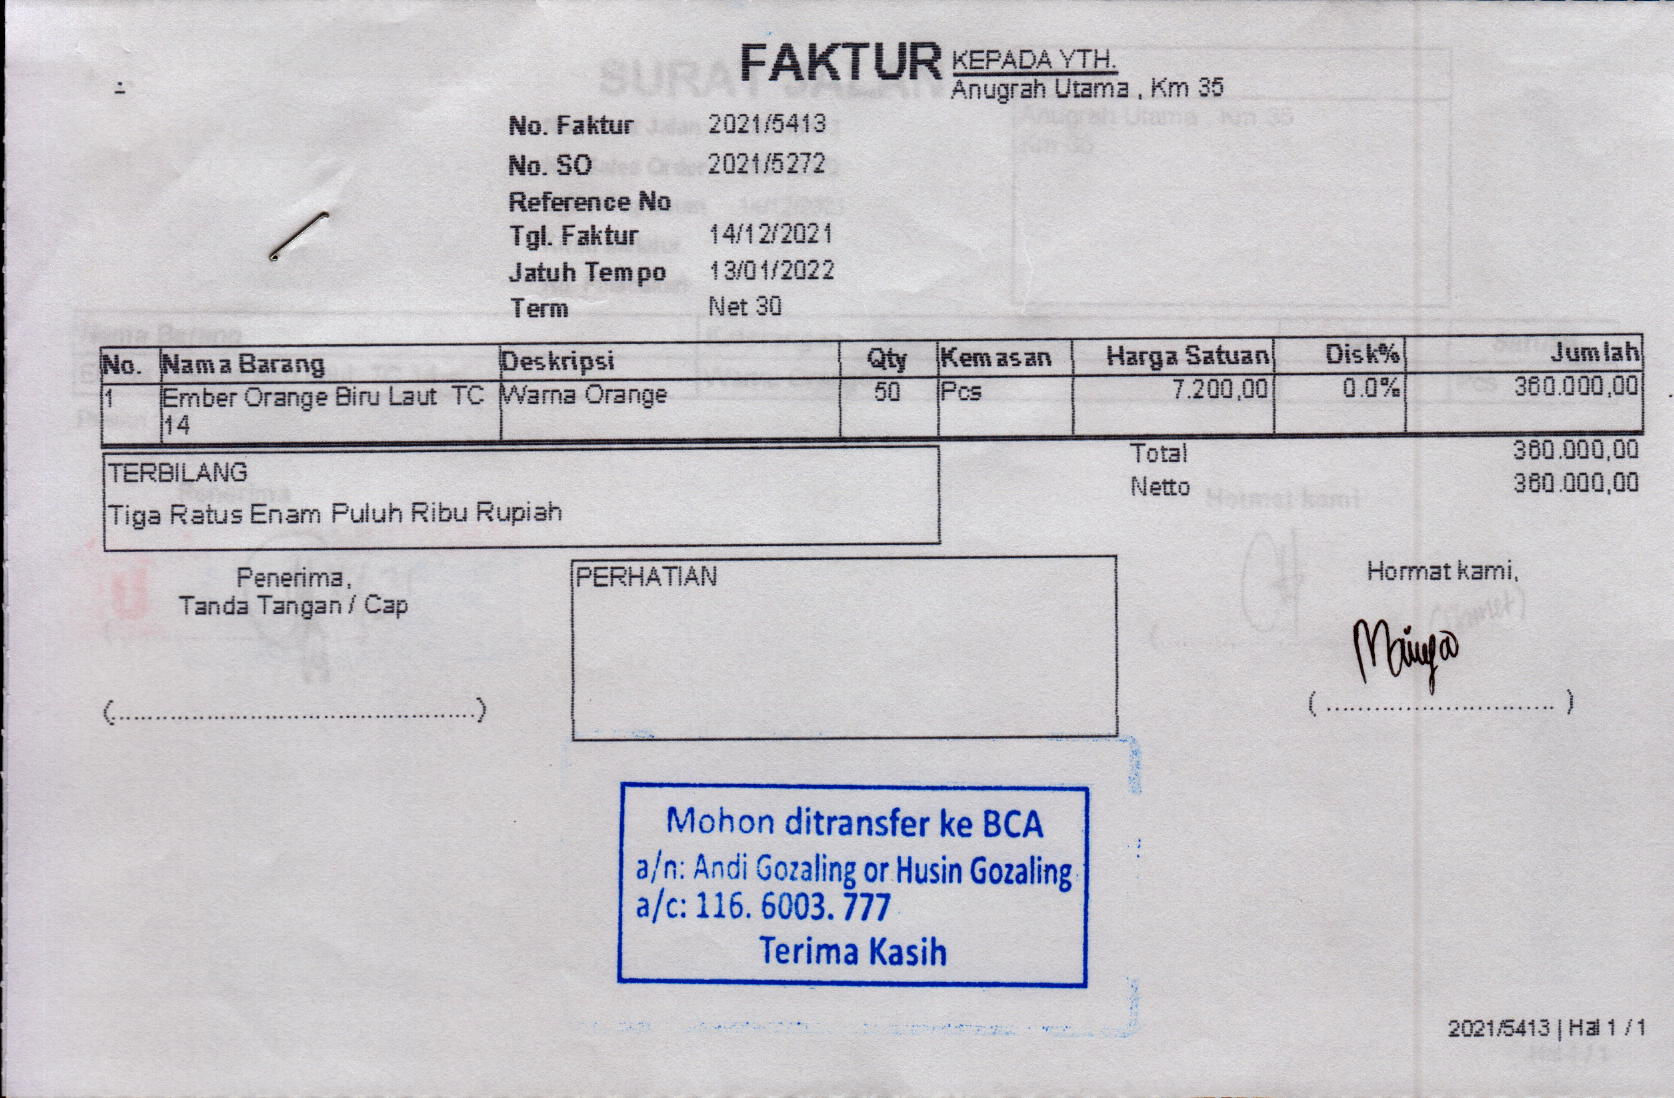 FAKTUR
KEPADA YTH.
Anugrah Utama , Km 35
No. Faktur 2021/5413
No. SO 2021/5272
Reference No
Tgl. Faktur 14/12/2021
Jatuh Tempo 13/01/2022
Term Net 30
No. Nama Barang Deskripsi Qty Kemasan Harga Satuan Disk% Jumlah
1 Ember Orange Biru Laut TC Warna Orange 50 Pcs 7.200,00 0.0% 360.000,00
14
Total 360.000,00
Netto 360.000,00
TERBILANG
Tiga Ratus Enam Puluh Ribu Rupiah
Penerima,
Tanda Tangan / Cap
(..................................................)
PERHATIAN
Hormat kami,
( ............................... )
Mohon ditransfer ke BCA
a/n: Andi Gozaling or Husin Gozaling
a/c: 116. 6003. 777
Terima Kasih
2021/5413 | Hal 1 / 1